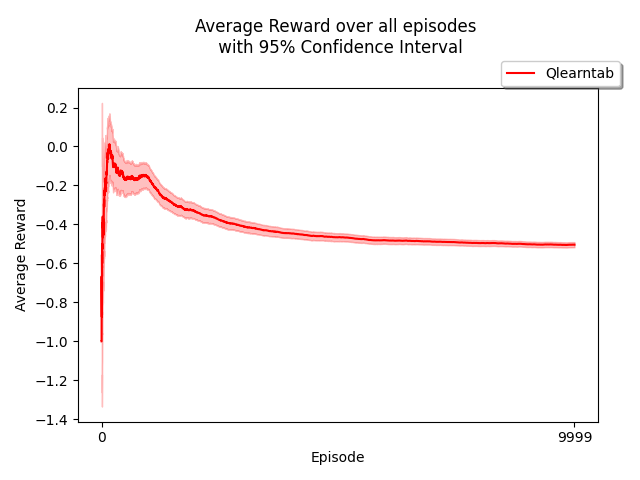 Average Reward over all episodes
with 95% Confidence Interval
Qlearntab
0.2
0.0
−0.2
−0.4
−0.6
−0.8
−1.0
−1.2
−1.4
Average Reward
0
9999
Episode